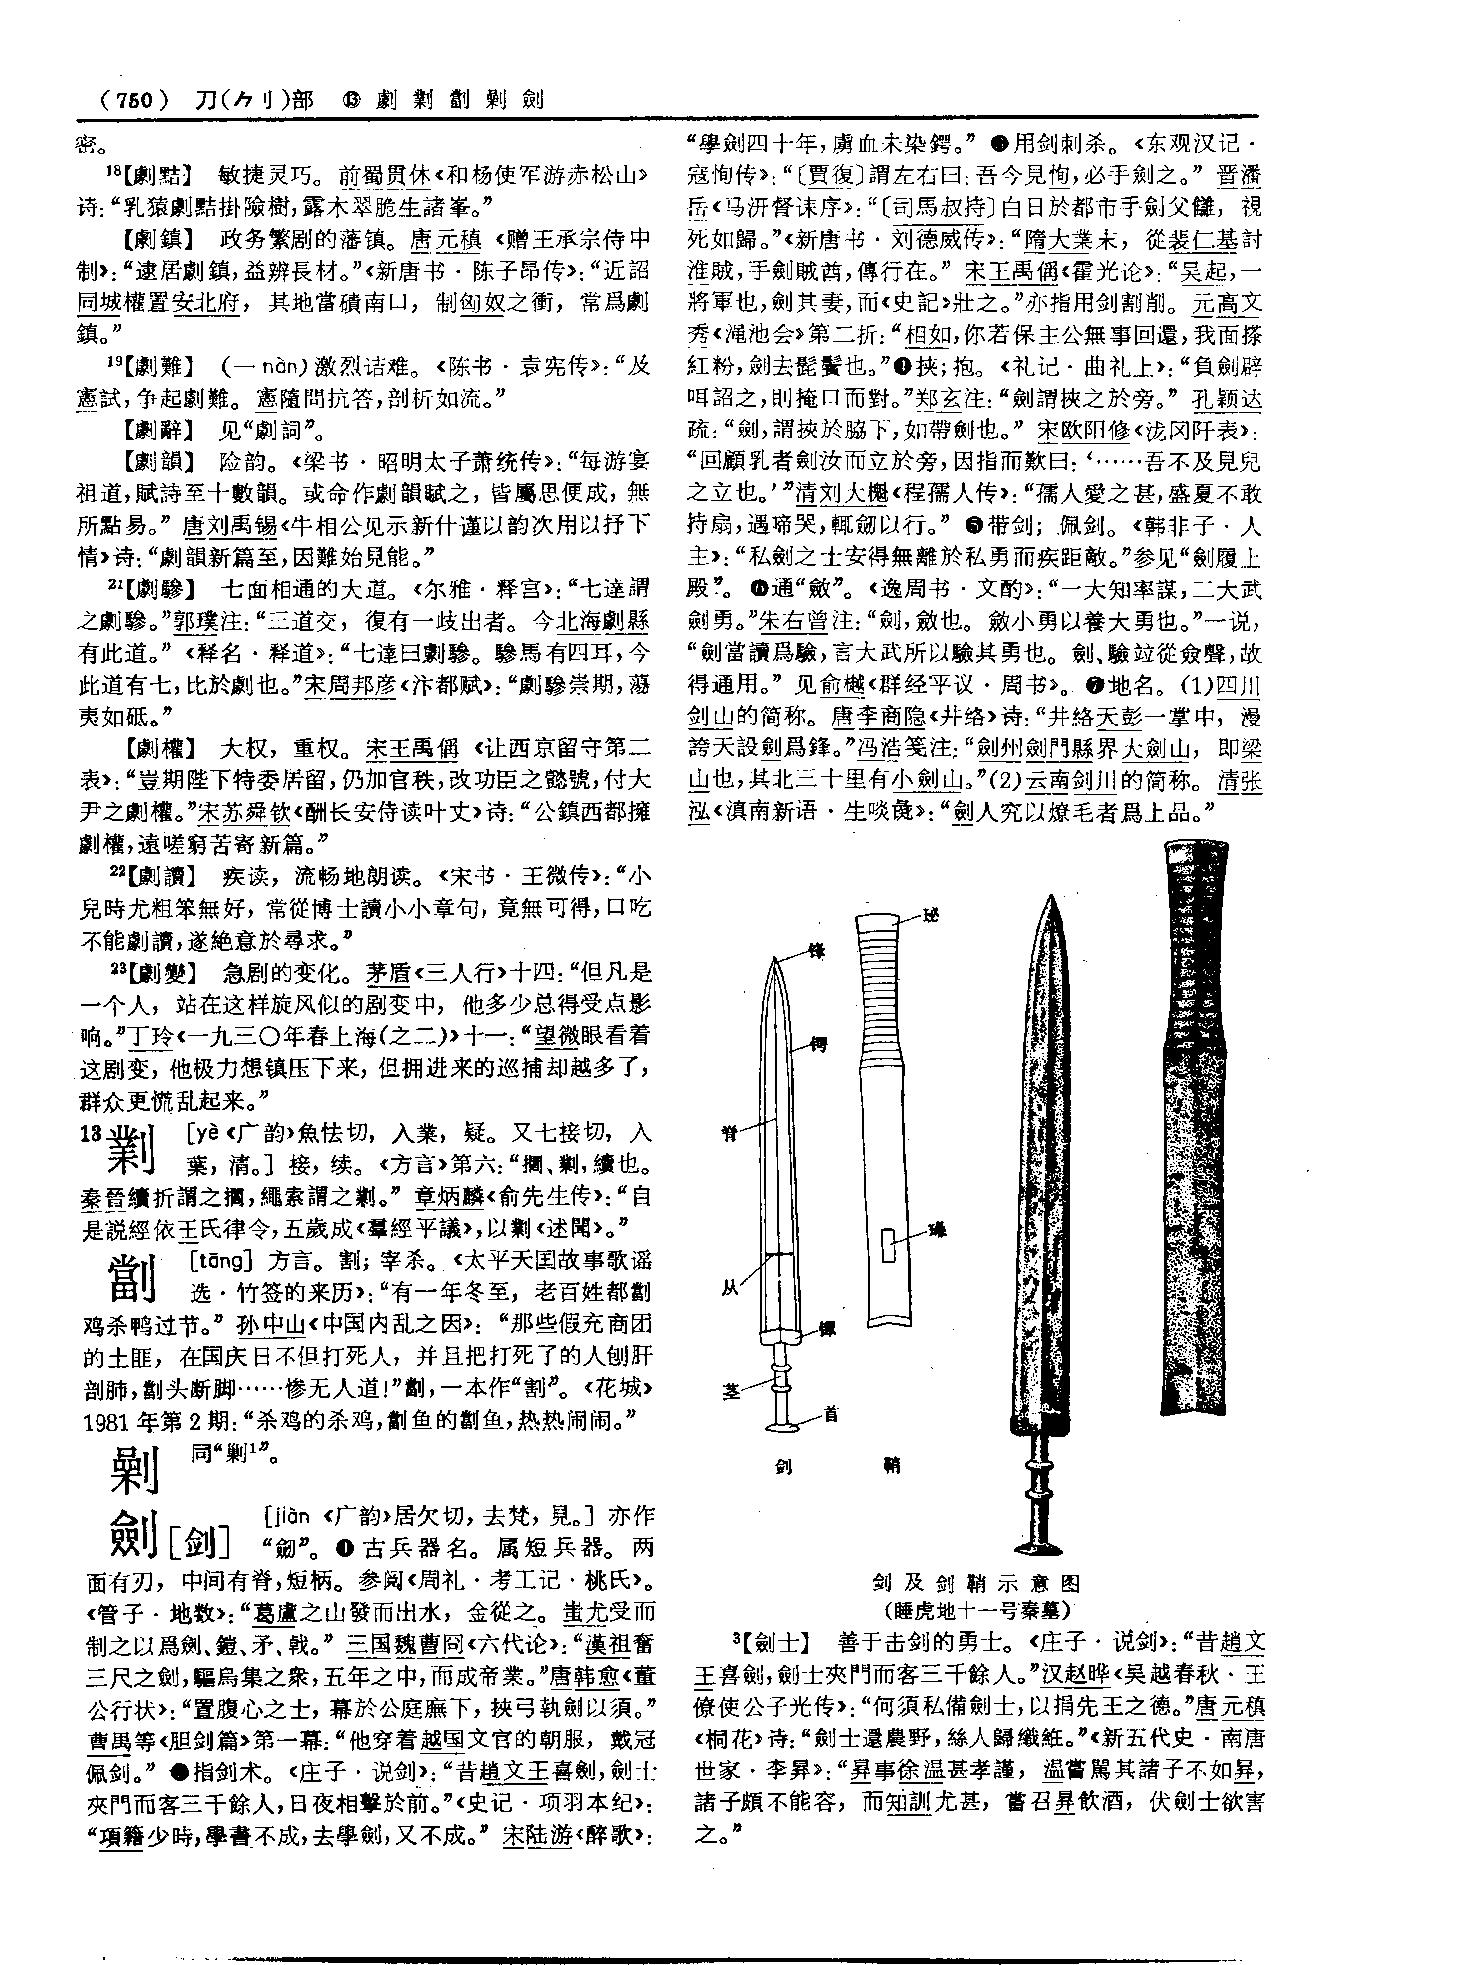 (750) 刀(⺈刂)部 ⑬ 劇 㔑 劏 劓 劍
密。
18【劇黠】 敏捷灵巧。前蜀贯休《和杨使军游赤松山》
诗:“乳猿劇黠掛險樹,露木翠脆生諸峯。”
【劇鎮】 政务繁剧的藩镇。唐元稹《赠王承宗侍中
制》:“逮居劇鎮,益辨長材。”《新唐书·陈子昂传》:“近詔
同城權置安北府, 其地當磧南口, 制匈奴之衝, 常爲劇
鎮。”
19【劇難】 (一 nàn) 激烈诘难。《陈书·袁宪传》:“及
憲試,争起劇難。憲隨問抗答,剖析如流。”
【劇辭】 见“劇詞”。
【劇韻】 险韵。《梁书·昭明太子萧统传》:“每游宴
祖道,賦詩至十數韻。或命作劇韻賦之,皆屬思便成,無
所點易。”唐刘禹锡《牛相公见示新什谨以韵次用以抒下
情》诗:“劇韻新篇至,因難始見能。”
21【劇驂】 七面相通的大道。《尔雅·释宫》:“七達謂
之劇驂。”郭璞注:“三道交, 復有一歧出者。今北海劇縣
有此道。”《释名·释道》:“七達曰劇驂。驂馬有四耳,今
此道有七,比於劇也。”宋周邦彦《汴都赋》:“劇驂崇期,蕩
夷如砥。”
【劇權】 大权,重权。宋王禹偁《让西京留守第二
表》:“豈期陛下特委居留,仍加官秩,改功臣之懿號,付大
尹之劇權。”宋苏舜钦《酬长安侍读叶丈》诗:“公鎮西都擁
劇權,遠嗟窮苦寄新篇。”
22【劇讀】 疾读,流畅地朗读。《宋书·王微传》:“小
兒時尤粗笨無好,常從博士讀小小章句,竟無可得,口吃
不能劇讀,遂絶意於尋求。”
23【劇變】 急剧的变化。茅盾《三人行》十四:“但凡是
一个人, 站在这样旋风似的剧变中, 他多少总得受点影
响。”丁玲《一九三〇年春上海(之二)》十一:“望微眼看着
这剧变, 他极力想镇压下来, 但拥进来的巡捕却越多了,
群众更慌乱起来。”
13 㔑 [yè《广韵》魚怯切, 入業, 疑。又七接切, 入
葉, 清。] 接, 续。《方言》第六:“擱、㔑,續也。
秦晉續折謂之擱,繩索謂之㔑。”章炳麟《俞先生传》:“自
是説經依王氏律令,五歲成《羣經平議》,以㔑《述聞》。”
劏 [tāng] 方言。割;宰杀。《太平天国故事歌谣
选·竹签的来历》:“有一年冬至, 老百姓都劏
鸡杀鸭过节。”孙中山《中国内乱之因》:“那些假充商团
的土匪, 在国庆日不但打死人, 并且把打死了的人刨肝
剖肺,劏头断脚……惨无人道!”劏,一本作“割”。《花城》
1981 年第 2 期:“杀鸡的杀鸡,劏鱼的劏鱼,热热闹闹。”
同“剿1”。
劍[剑] [jiàn《广韵》居欠切, 去梵, 見。] 亦作
“劒”。❶古兵器名。属短兵器。两
面有刃, 中间有脊,短柄。参阅《周礼·考工记·桃氏》。
《管子·地数》:“葛盧之山發而出水, 金從之。蚩尤受而
制之以爲劍、鎧、矛、戟。”三国魏曹冏《六代论》:“漢祖奮
三尺之劍,驅烏集之衆,五年之中,而成帝業。”唐韩愈《董
公行状》:“置腹心之士,幕於公庭廡下,挾弓執劍以須。”
曹禺等《胆剑篇》第一幕:“他穿着越国文官的朝服, 戴冠
佩剑。”❷指剑术。《庄子·说剑》:“昔趙文王喜劍,劍士
夾門而客三千餘人,日夜相擊於前。”《史记·项羽本纪》:
“項籍少時,學書不成,去學劍,又不成。”宋陆游《醉歌》:
“學劍四十年,虜血未染鍔。”❸用剑刺杀。《东观汉记·
寇恂传》:“〔賈復〕謂左右曰:吾今見恂,必手劍之。”晋潘
岳《马汧督诔序》:“〔司馬叔持〕白日於都市手劍父讎, 視
死如歸。”《新唐书·刘德威传》:“隋大業末, 從裴仁基討
淮賊,手劍賊酋,傳行在。”宋王禹偁《霍光论》:“吴起,一
將軍也,劍其妻,而《史記》壯之。”亦指用剑割削。元高文
秀《渑池会》第二折:“相如,你若保主公無事回還,我面搽
紅粉,劍去髭鬢也。”❹挟;抱。《礼记·曲礼上》:“負劍辟
咡詔之,則掩口而對。”郑玄注:“劍謂挾之於旁。”孔颖达
疏:“劍,謂挾於脇下,如帶劍也。”宋欧阳修《泷冈阡表》:
“回顧乳者劍汝而立於旁,因指而歎曰:‘……吾不及見兒
之立也。’”清刘大櫆《程孺人传》:“孺人愛之甚,盛夏不敢
持扇,遇啼哭,輒劒以行。”❺带剑; 佩剑。《韩非子·人
主》:“私劍之士安得無離於私勇而疾距敵。”参见“劍履上
殿”。❻通“斂”。《逸周书·文酌》:“一大知率謀,二大武
劍勇。”朱右曾注:“劍,斂也。斂小勇以養大勇也。”一说,
“劍當讀爲驗,言大武所以驗其勇也。劍、驗竝從僉聲,故
得通用。”见俞樾《群经平议·周书》。❼地名。(1)四川
剑山的简称。唐李商隐《井络》诗:“井絡天彭一掌中, 漫
誇天設劍爲鋒。”冯浩笺注:“劍州劍門縣界大劍山, 即梁
山也,其北三十里有小劍山。”(2)云南剑川的简称。清张
泓《滇南新语·生啖彘》:“劍人究以燎毛者爲上品。”
珌
锋
锷
脊
璏
从
镡
茎
首
剑 鞘
剑及剑鞘示意图
(睡虎地十一号秦墓)
3【劍士】 善于击剑的勇士。《庄子·说剑》:“昔趙文
王喜劍,劍士夾門而客三千餘人。”汉赵晔《吴越春秋·王
僚使公子光传》:“何須私備劍士,以捐先王之德。”唐元稹
《桐花》诗:“劍士還農野,絲人歸織絍。”《新五代史·南唐
世家·李昪》:“昪事徐温甚孝謹, 温嘗駡其諸子不如昪,
諸子頗不能容, 而知訓尤甚, 嘗召昪飲酒, 伏劍士欲害
之。”